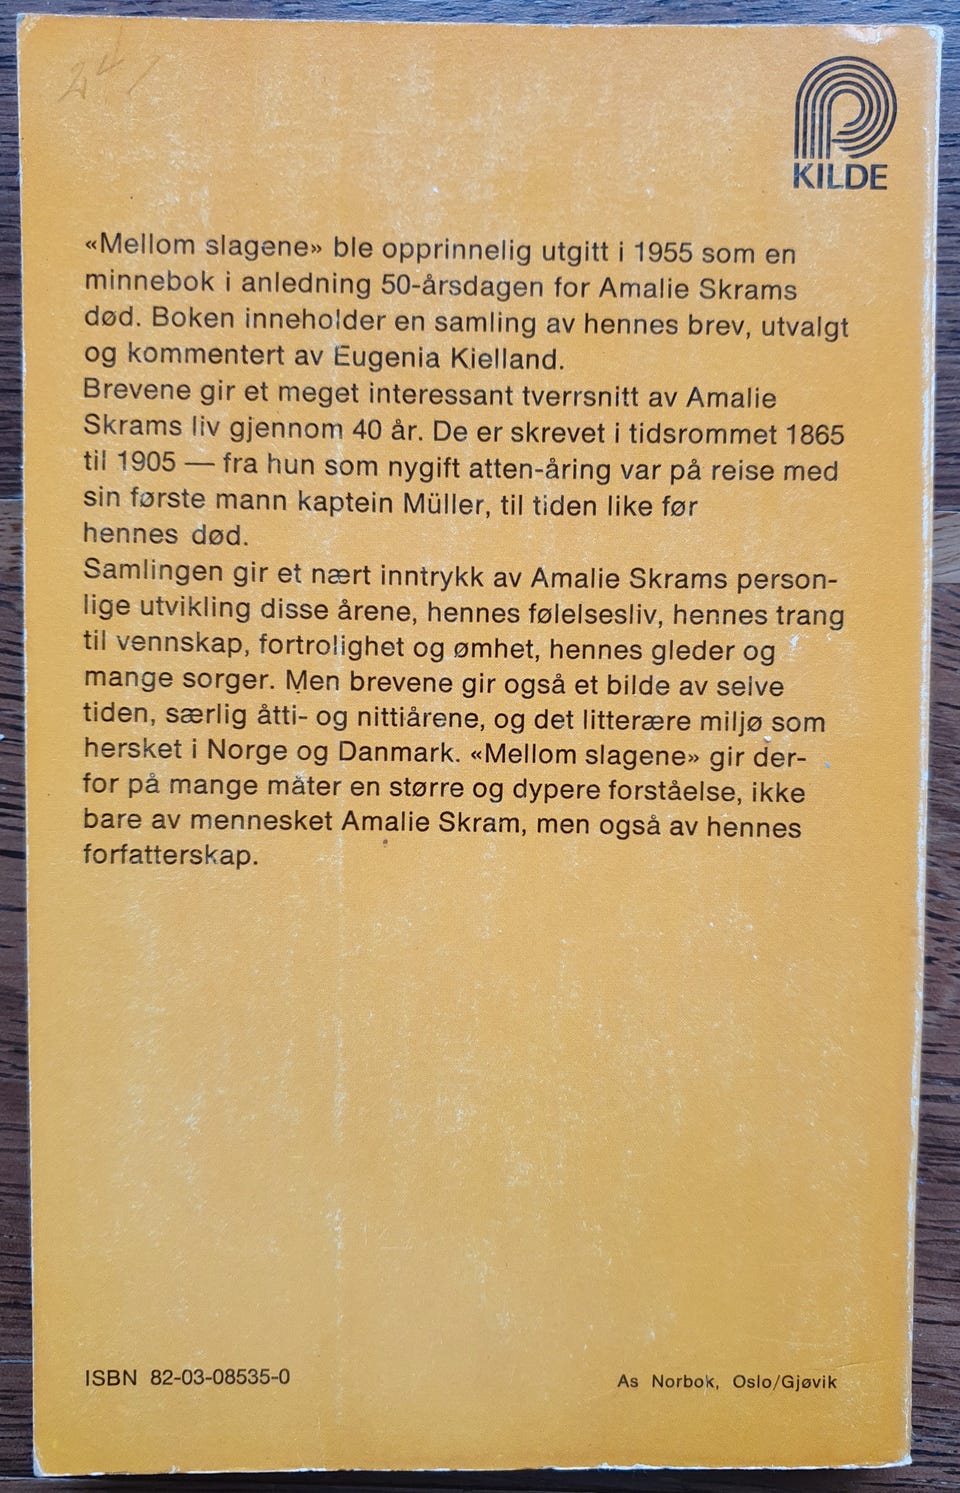 KILDE
«Mellom slagene» ble opprinnelig utgitt i 1955 som en
minnebok i anledning 50-årsdagen for Amalie Skrams
død. Boken inneholder en samling av hennes brev, utvalgt
og kommentert av Eugenia Kielland.
Brevene gir et meget interessant tverrsnitt av Amalie
Skrams liv gjennom 40 år. De er skrevet i tidsrommet 1865
til 1905 — fra hun som nygift atten-åring var på reise med
sin første mann kaptein Müller, til tiden like før
hennes død.
Samlingen gir et nært inntrykk av Amalie Skrams person-
lige utvikling disse årene, hennes følelsesliv, hennes trang
til vennskap, fortrolighet og ømhet, hennes gleder og
mange sorger. Men brevene gir også et bilde av selve
tiden, særlig åtti- og nittiårene, og det litterære miljø som
hersket i Norge og Danmark. «Mellom slagene» gir der-
for på mange måter en større og dypere forståelse, ikke
bare av mennesket Amalie Skram, men også av hennes
forfatterskap.
ISBN 82-03-08535-0
As Norbok, Oslo/Gjøvik